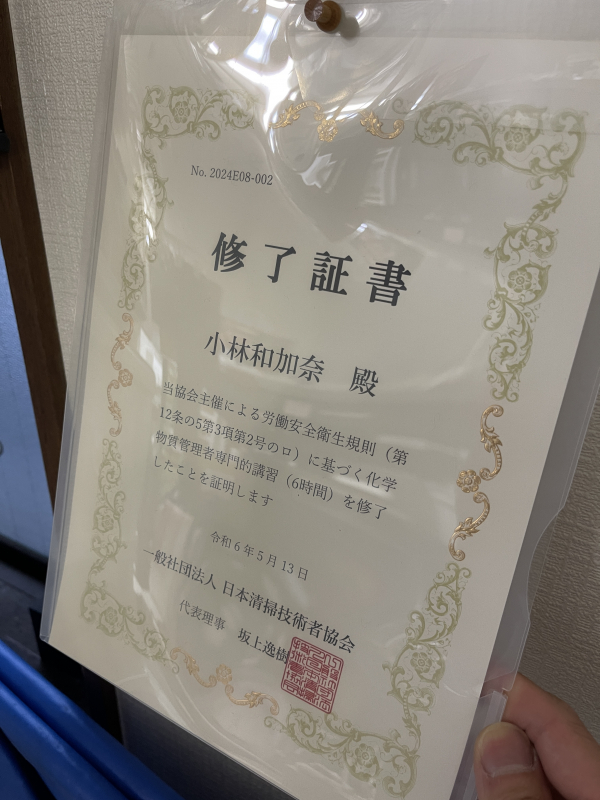 No. 2024E08-002
修了証書
小林和加奈　殿
当協会主催による労働安全衛生規則（第
12条の5第3項第2号のロ）に基づく化学
物質管理者専門的講習（6時間）を修了
したことを証明します
令和6年5月13日
一般社団法人 日本清掃技術者協会
代表理事　坂上逸樹